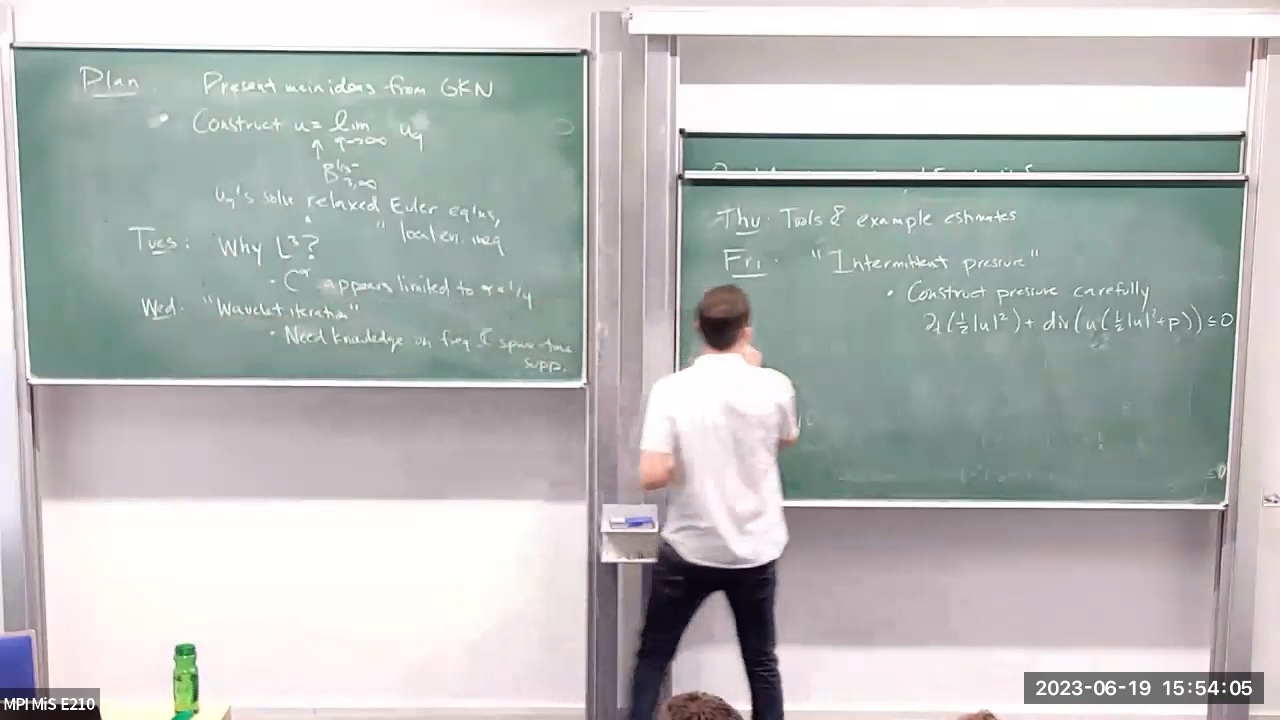 Plan Present main ideas from GKN
• Construct u = lim u_q
q→∞
↑
B^{1/3-}_{3,∞}
u_q's solve relaxed Euler eq'ns,
" local en. ineq
Tues: Why L³?
• C^α appears limited to α<1/4
Wed. "Wavelet iteration"
• Need knowledge on freq & space-time
supp.
Thu. Tools & example estimates
Fri. "Intermittent pressure"
• Construct pressure carefully
∂_t(½|u|²) + div(u(½|u|²+p)) ≤ 0
≤0
MPI MiS E210
2023-06-19 15:54:05